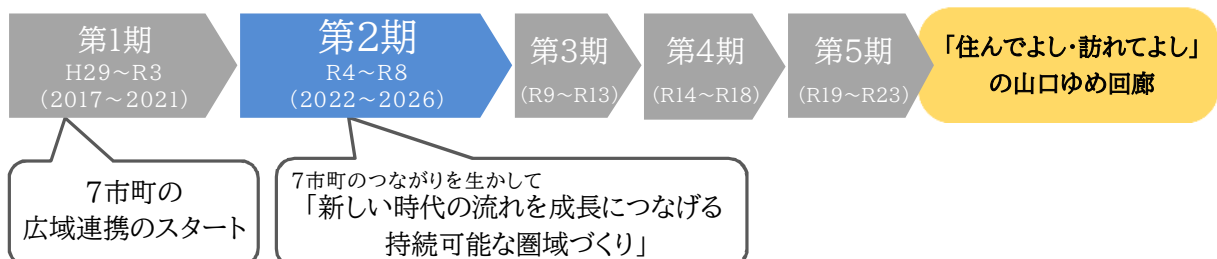 第1期
H29～R3
（2017～2021）
第2期
R4～R8
（2022～2026）
第3期
（R9～R13）
第4期
（R14～R18）
第5期
（R19～R23）
「住んでよし・訪れてよし」
の山口ゆめ回廊
7市町の
広域連携のスタート
7市町のつながりを生かして
「新しい時代の流れを成長につなげる
持続可能な圏域づくり」